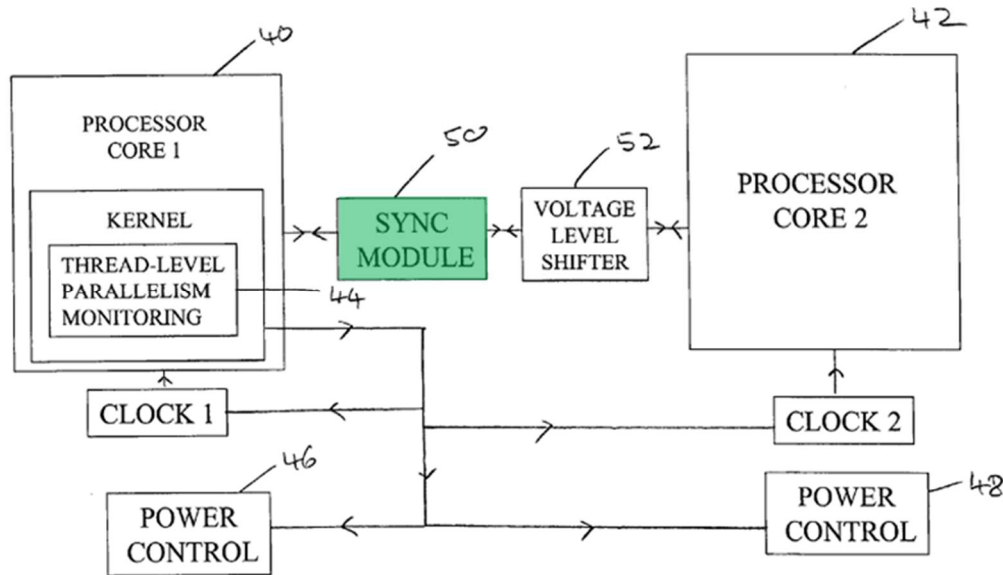 40
42
PROCESSOR
CORE 1
50
52
SYNC
MODULE
VOLTAGE
LEVEL
SHIFTER
PROCESSOR
CORE 2
KERNEL
THREAD-LEVEL
PARALLELISM
MONITORING
44
CLOCK 1
CLOCK 2
46
48
POWER
CONTROL
POWER
CONTROL